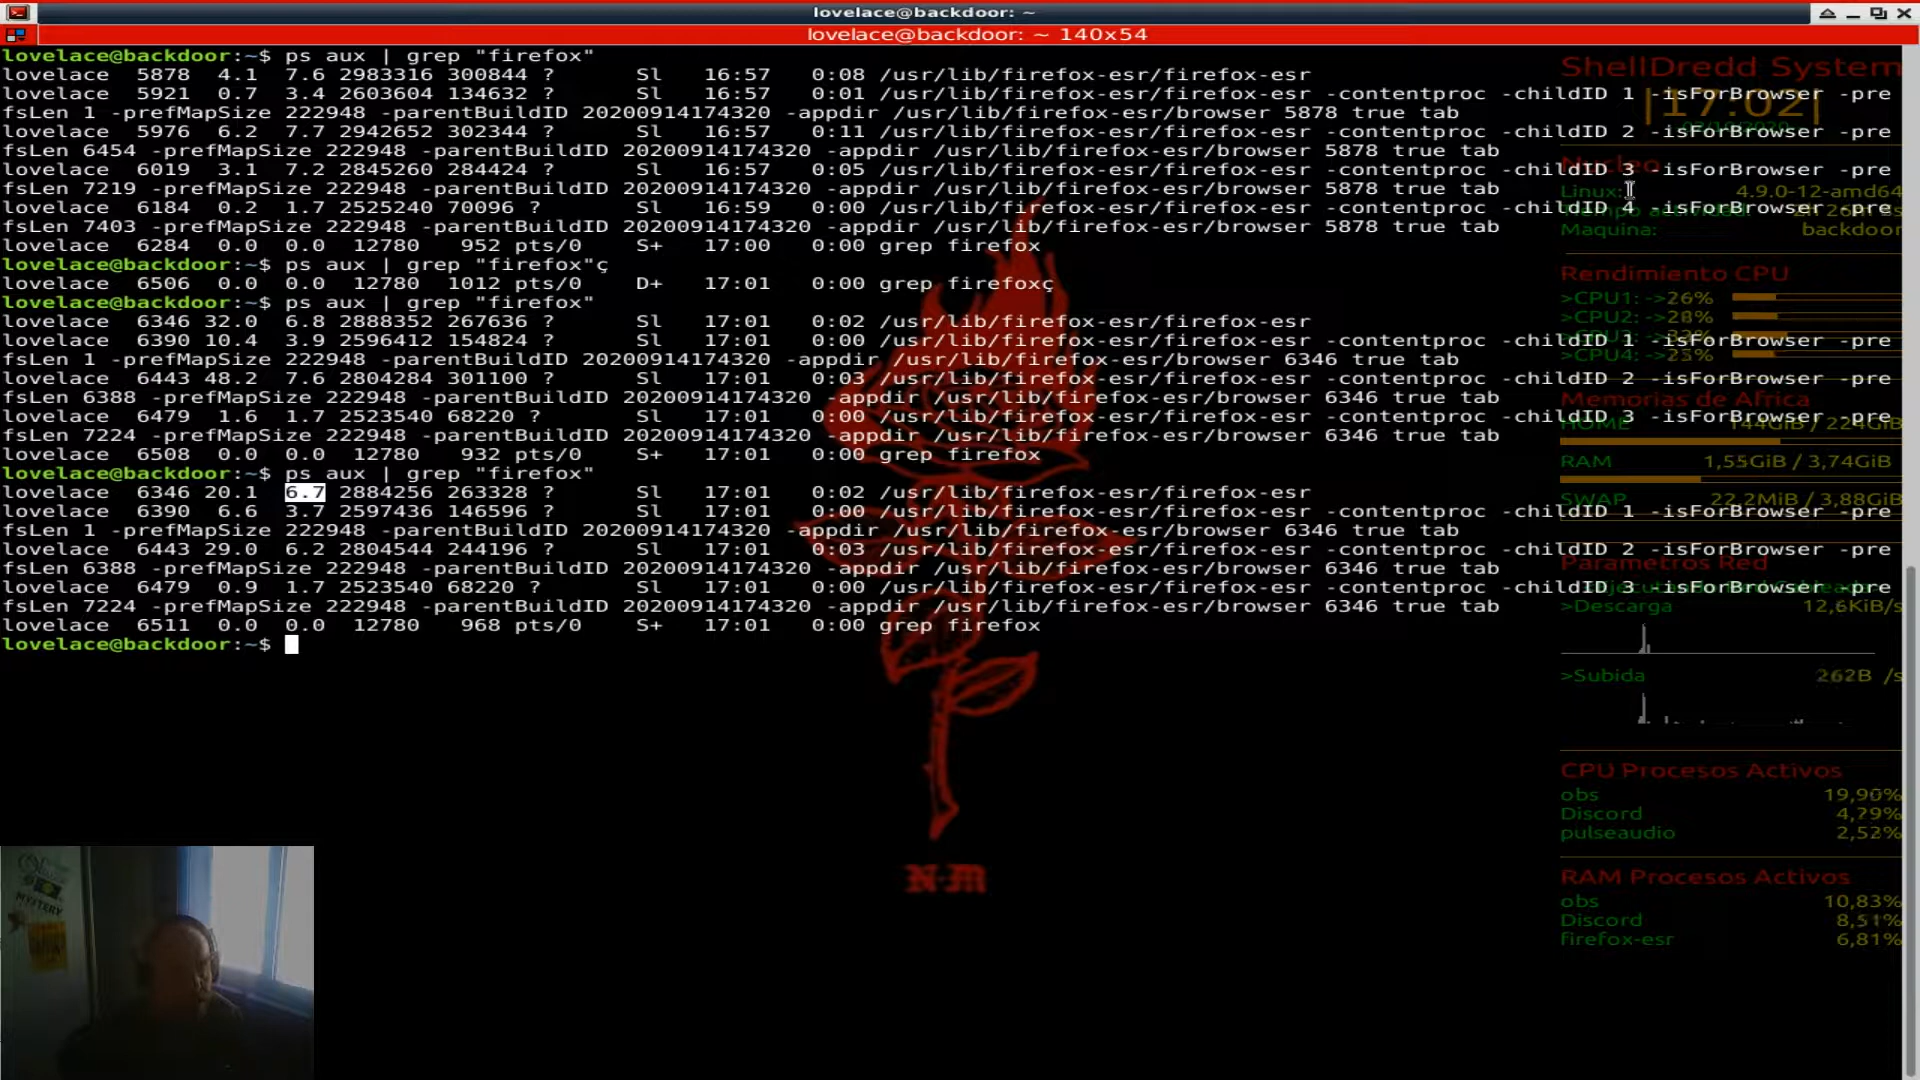 lovelace@backdoor: ~
lovelace@backdoor: ~ 140x54
lovelace@backdoor:~$ ps aux | grep "firefox"
lovelace 5878 4.1 7.6 2983316 300844 ? Sl 16:57 0:08 /usr/lib/firefox-esr/firefox-esr
lovelace 5921 0.7 3.4 2603604 134632 ? Sl 16:57 0:01 /usr/lib/firefox-esr/firefox-esr -contentproc -childID 1 -isForBrowser -pre
fsLen 1 -prefMapSize 222948 -parentBuildID 20200914174320 -appdir /usr/lib/firefox-esr/browser 5878 true tab
lovelace 5976 6.2 7.7 2942652 302344 ? Sl 16:57 0:11 /usr/lib/firefox-esr/firefox-esr -contentproc -childID 2 -isForBrowser -pre
fsLen 6454 -prefMapSize 222948 -parentBuildID 20200914174320 -appdir /usr/lib/firefox-esr/browser 5878 true tab
lovelace 6019 3.1 7.2 2845260 284424 ? Sl 16:57 0:05 /usr/lib/firefox-esr/firefox-esr -contentproc -childID 3 -isForBrowser -pre
fsLen 7219 -prefMapSize 222948 -parentBuildID 20200914174320 -appdir /usr/lib/firefox-esr/browser 5878 true tab
lovelace 6184 0.2 1.7 2525240 70096 ? Sl 16:59 0:00 /usr/lib/firefox-esr/firefox-esr -contentproc -childID 4 -isForBrowser -pre
fsLen 7403 -prefMapSize 222948 -parentBuildID 20200914174320 -appdir /usr/lib/firefox-esr/browser 5878 true tab
lovelace 6284 0.0 0.0 12780 952 pts/0 S+ 17:00 0:00 grep firefox
lovelace@backdoor:~$ ps aux | grep "firefox"ç
lovelace 6506 0.0 0.0 12780 1012 pts/0 D+ 17:01 0:00 grep firefoxç
lovelace@backdoor:~$ ps aux | grep "firefox"
lovelace 6346 32.0 6.8 2888352 267636 ? Sl 17:01 0:02 /usr/lib/firefox-esr/firefox-esr
lovelace 6390 10.4 3.9 2596412 154824 ? Sl 17:01 0:00 /usr/lib/firefox-esr/firefox-esr -contentproc -childID 1 -isForBrowser -pre
fsLen 1 -prefMapSize 222948 -parentBuildID 20200914174320 -appdir /usr/lib/firefox-esr/browser 6346 true tab
lovelace 6443 48.2 7.6 2804284 301100 ? Sl 17:01 0:03 /usr/lib/firefox-esr/firefox-esr -contentproc -childID 2 -isForBrowser -pre
fsLen 6388 -prefMapSize 222948 -parentBuildID 20200914174320 -appdir /usr/lib/firefox-esr/browser 6346 true tab
lovelace 6479 1.6 1.7 2523540 68220 ? Sl 17:01 0:00 /usr/lib/firefox-esr/firefox-esr -contentproc -childID 3 -isForBrowser -pre
fsLen 7224 -prefMapSize 222948 -parentBuildID 20200914174320 -appdir /usr/lib/firefox-esr/browser 6346 true tab
lovelace 6508 0.0 0.0 12780 932 pts/0 S+ 17:01 0:00 grep firefox
lovelace@backdoor:~$ ps aux | grep "firefox"
lovelace 6346 20.1 6.7 2884256 263328 ? Sl 17:01 0:02 /usr/lib/firefox-esr/firefox-esr
lovelace 6390 6.6 3.7 2597436 146596 ? Sl 17:01 0:00 /usr/lib/firefox-esr/firefox-esr -contentproc -childID 1 -isForBrowser -pre
fsLen 1 -prefMapSize 222948 -parentBuildID 20200914174320 -appdir /usr/lib/firefox-esr/browser 6346 true tab
lovelace 6443 29.0 6.2 2804544 244196 ? Sl 17:01 0:03 /usr/lib/firefox-esr/firefox-esr -contentproc -childID 2 -isForBrowser -pre
fsLen 6388 -prefMapSize 222948 -parentBuildID 20200914174320 -appdir /usr/lib/firefox-esr/browser 6346 true tab
lovelace 6479 0.9 1.7 2523540 68220 ? Sl 17:01 0:00 /usr/lib/firefox-esr/firefox-esr -contentproc -childID 3 -isForBrowser -pre
fsLen 7224 -prefMapSize 222948 -parentBuildID 20200914174320 -appdir /usr/lib/firefox-esr/browser 6346 true tab
lovelace 6511 0.0 0.0 12780 968 pts/0 S+ 17:01 0:00 grep firefox
lovelace@backdoor:~$
ShellDredd System
|17:02|
Nucleo
Linux: 4.9.0-12-amd64
Maquina: backdoor
Rendimiento CPU
>CPU1: ->26%
>CPU2: ->28%
>CPU4: ->25%
Memorias de Africa
HOME 144GiB / 224GiB
RAM 1,55GiB / 3,74GiB
SWAP 22,2MiB / 3,88GiB
Parametros Red
>Descarga 12,6KiB/s
>Subida 262B /s
CPU Procesos Activos
obs 19,90%
Discord 4,79%
pulseaudio 2,52%
RAM Procesos Activos
obs 10,83%
Discord 8,51%
firefox-esr 6,81%
N·M
MYSTERY